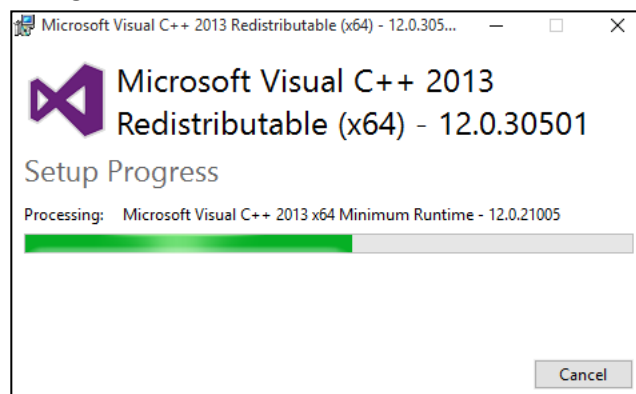 Microsoft Visual C++ 2013 Redistributable (x64) - 12.0.305...
Microsoft Visual C++ 2013
Redistributable (x64) - 12.0.30501
Setup Progress
Processing: Microsoft Visual C++ 2013 x64 Minimum Runtime - 12.0.21005
Cancel